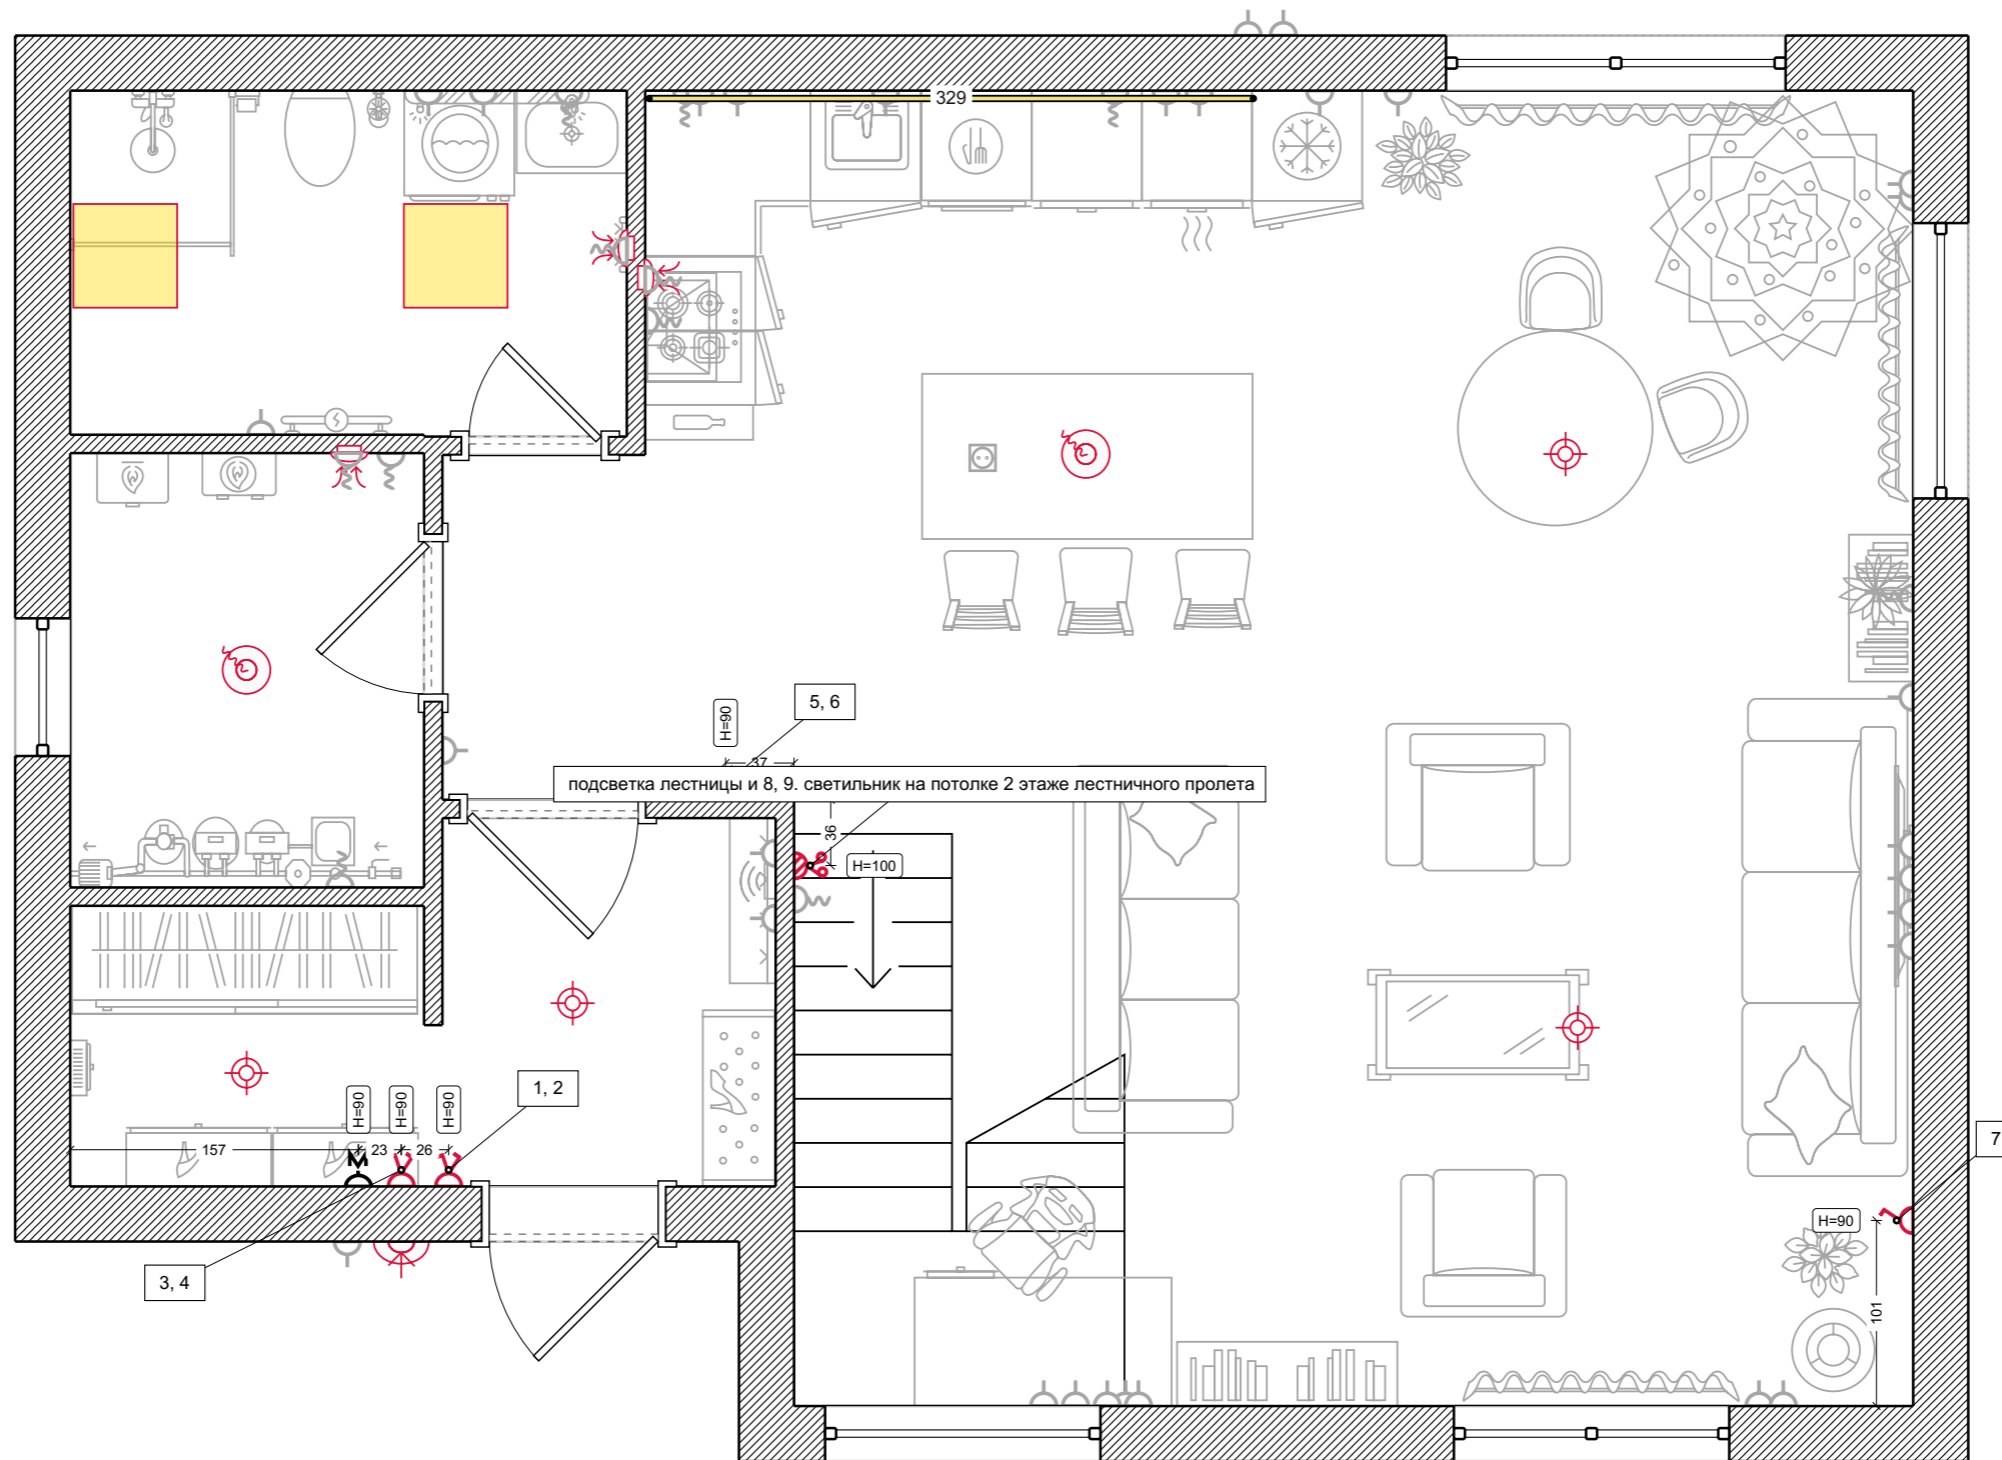 329
H=90
5, 6
37
подсветка лестницы и 8, 9. светильник на потолке 2 этаже лестничного пролета
36
H=100
1, 2
H=90
H=90
H=90
157
23
26
M
7
H=90
3, 4
101